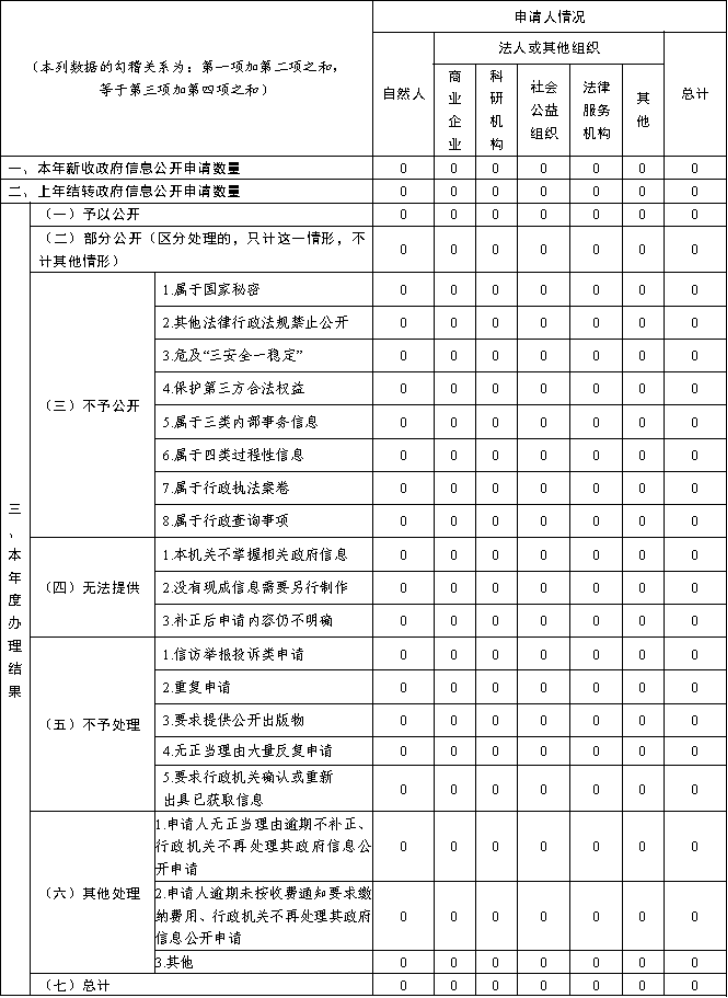 （本列数据的勾稽关系为：第一项加第二项之和，
等于第三项加第四项之和）
申请人情况
自然人
法人或其他组织
总计
商业企业
科研机构
社会公益组织
法律服务机构
其他
一、本年新收政府信息公开申请数量 0 0 0 0 0 0 0
二、上年结转政府信息公开申请数量 0 0 0 0 0 0 0
三、本年度办理结果
（一）予以公开 0 0 0 0 0 0 0
（二）部分公开（区分处理的，只计这一情形，不
计其他情形） 0 0 0 0 0 0 0
（三）不予公开
1.属于国家秘密 0 0 0 0 0 0 0
2.其他法律行政法规禁止公开 0 0 0 0 0 0 0
3.危及“三安全一稳定” 0 0 0 0 0 0 0
4.保护第三方合法权益 0 0 0 0 0 0 0
5.属于三类内部事务信息 0 0 0 0 0 0 0
6.属于四类过程性信息 0 0 0 0 0 0 0
7.属于行政执法案卷 0 0 0 0 0 0 0
8.属于行政查询事项 0 0 0 0 0 0 0
（四）无法提供
1.本机关不掌握相关政府信息 0 0 0 0 0 0 0
2.没有现成信息需要另行制作 0 0 0 0 0 0 0
3.补正后申请内容仍不明确 0 0 0 0 0 0 0
（五）不予处理
1.信访举报投诉类申请 0 0 0 0 0 0 0
2.重复申请 0 0 0 0 0 0 0
3.要求提供公开出版物 0 0 0 0 0 0 0
4.无正当理由大量反复申请 0 0 0 0 0 0 0
5.要求行政机关确认或重新
出具已获取信息 0 0 0 0 0 0 0
（六）其他处理
1.申请人无正当理由逾期不补正、
行政机关不再处理其政府信息公
开申请 0 0 0 0 0 0 0
2.申请人逾期未按收费通知要求缴
纳费用、行政机关不再处理其政府
信息公开申请 0 0 0 0 0 0 0
3.其他 0 0 0 0 0 0 0
（七）总计 0 0 0 0 0 0 0